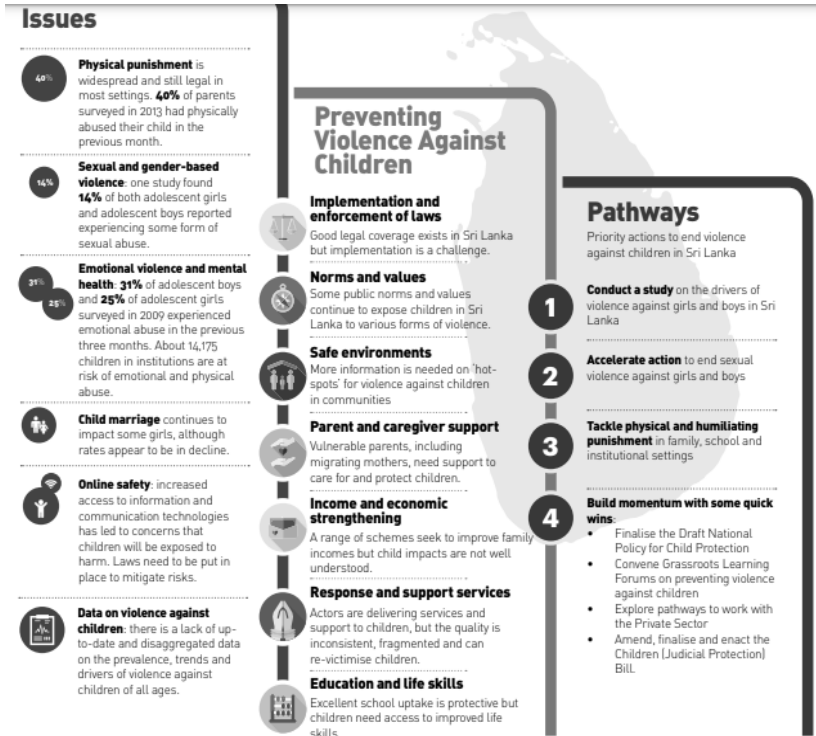 Issues
40%
Physical punishment is
widespread and still legal in
most settings. 40% of parents
surveyed in 2013 had physically
abused their child in the
previous month.
14%
Sexual and gender-based
violence: one study found
14% of both adolescent girls
and adolescent boys reported
experiencing some form of
sexual abuse.
31%
25%
Emotional violence and mental
health: 31% of adolescent boys
and 25% of adolescent girls
surveyed in 2009 experienced
emotional abuse in the previous
three months. About 14,175
children in institutions are at
risk of emotional and physical
abuse.
Child marriage continues to
impact some girls, although
rates appear to be in decline.
Online safety: increased
access to information and
communication technologies
has led to concerns that
children will be exposed to
harm. Laws need to be put in
place to mitigate risks.
Data on violence against
children: there is a lack of up-
to-date and disaggregated data
on the prevalence, trends and
drivers of violence against
children of all ages.
Preventing
Violence Against
Children
Implementation and
enforcement of laws
Good legal coverage exists in Sri Lanka
but implementation is a challenge.
Norms and values
Some public norms and values
continue to expose children in Sri
Lanka to various forms of violence.
Safe environments
More information is needed on 'hot-
spots' for violence against children
in communities
Parent and caregiver support
Vulnerable parents, including
migrating mothers, need support to
care for and protect children.
Income and economic
strengthening
A range of schemes seek to improve family
incomes but child impacts are not well
understood.
Response and support services
Actors are delivering services and
support to children, but the quality is
inconsistent, fragmented and can
re-victimise children.
Education and life skills
Excellent school uptake is protective but
children need access to improved life
skills
Pathways
Priority actions to end violence
against children in Sri Lanka
1
Conduct a study on the drivers of
violence against girls and boys in Sri
Lanka
2
Accelerate action to end sexual
violence against girls and boys
3
Tackle physical and humiliating
punishment in family, school and
institutional settings
4
Build momentum with some quick
wins:
• Finalise the Draft National
Policy for Child Protection
• Convene Grassroots Learning
Forums on preventing violence
against children
• Explore pathways to work with
the Private Sector
• Amend, finalise and enact the
Children (Judicial Protection)
Bill.